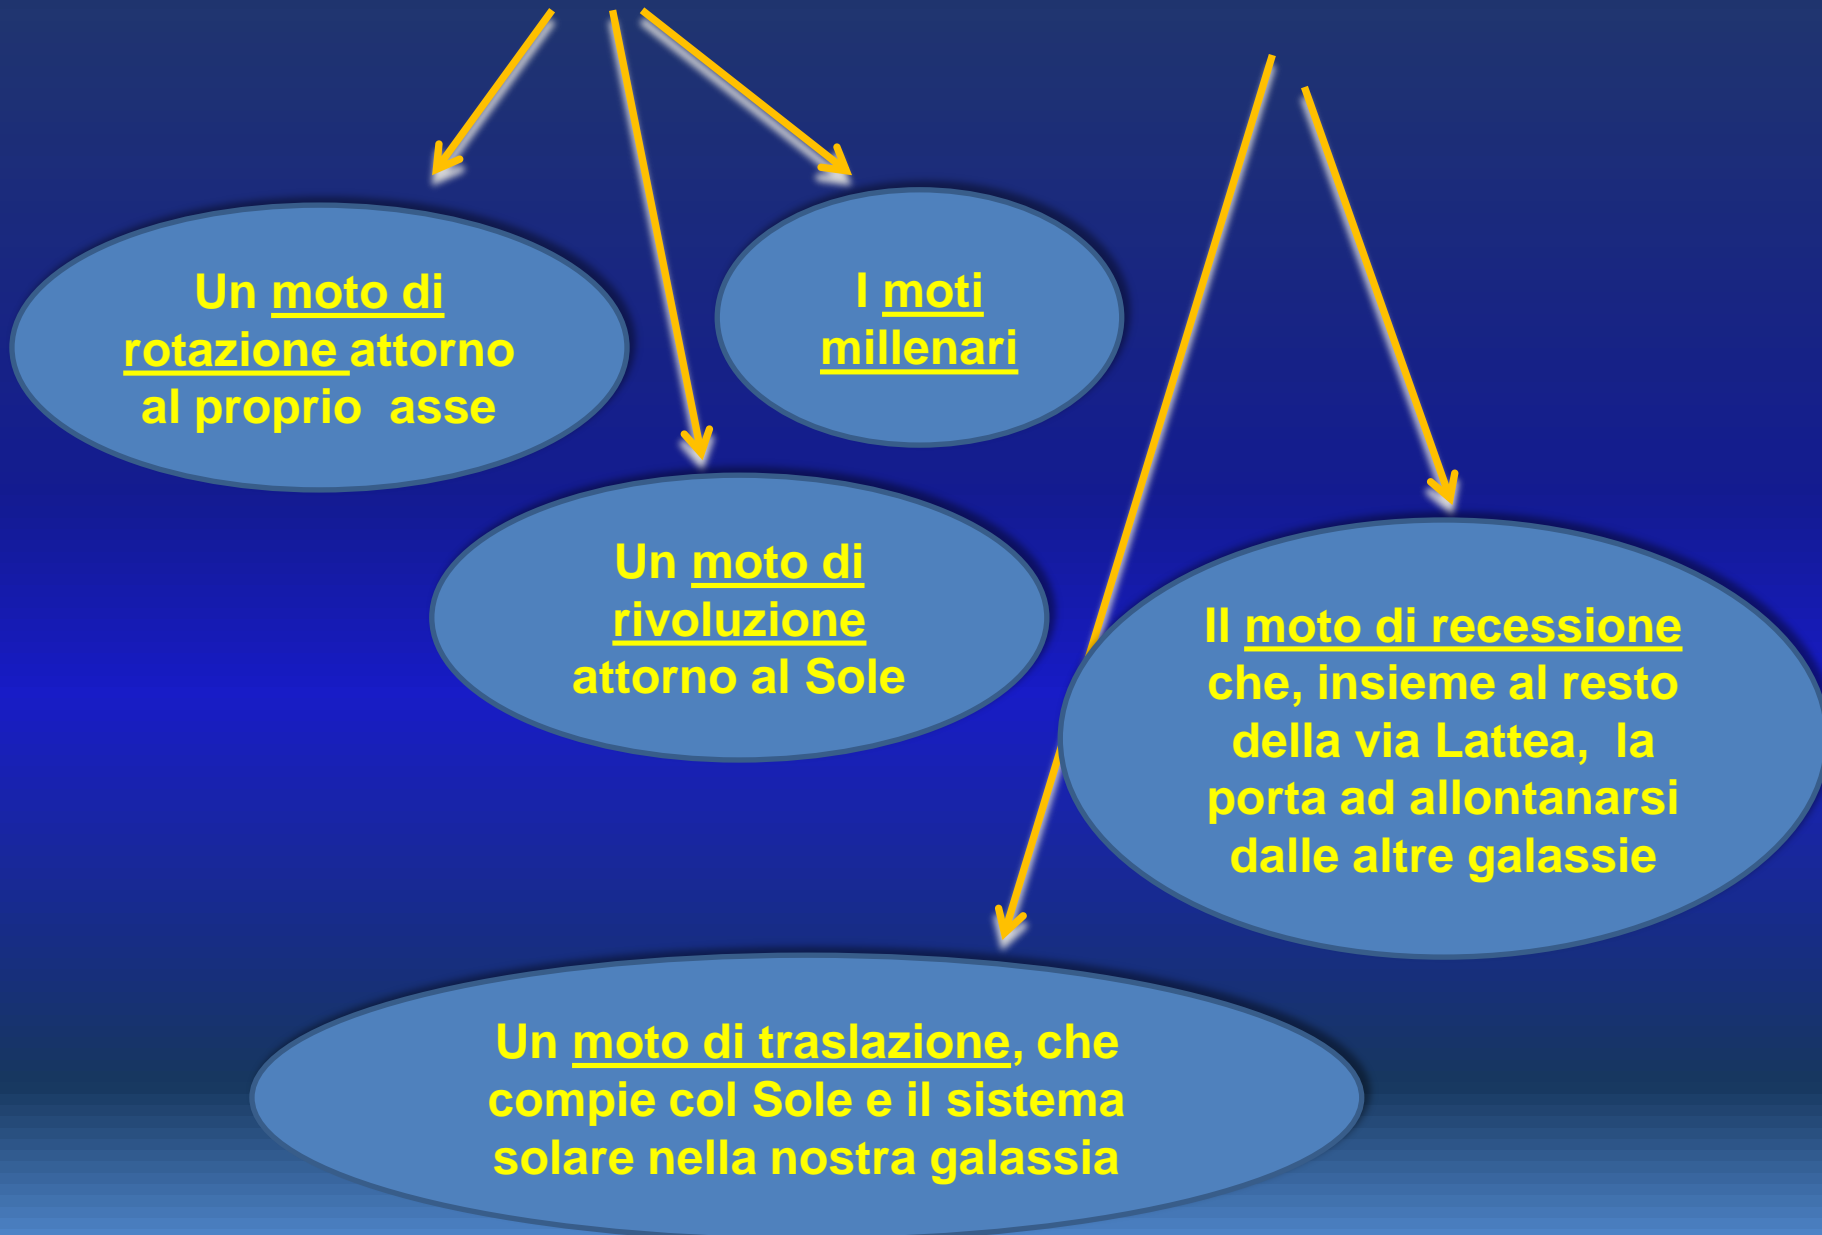 Un moto di
rotazione attorno
al proprio  asse
I moti
millenari
Un moto di
rivoluzione
attorno al Sole
Il moto di recessione
che, insieme al resto
della via Lattea,  la
porta ad allontanarsi
dalle altre galassie
Un moto di traslazione, che
compie col Sole e il sistema
solare nella nostra galassia